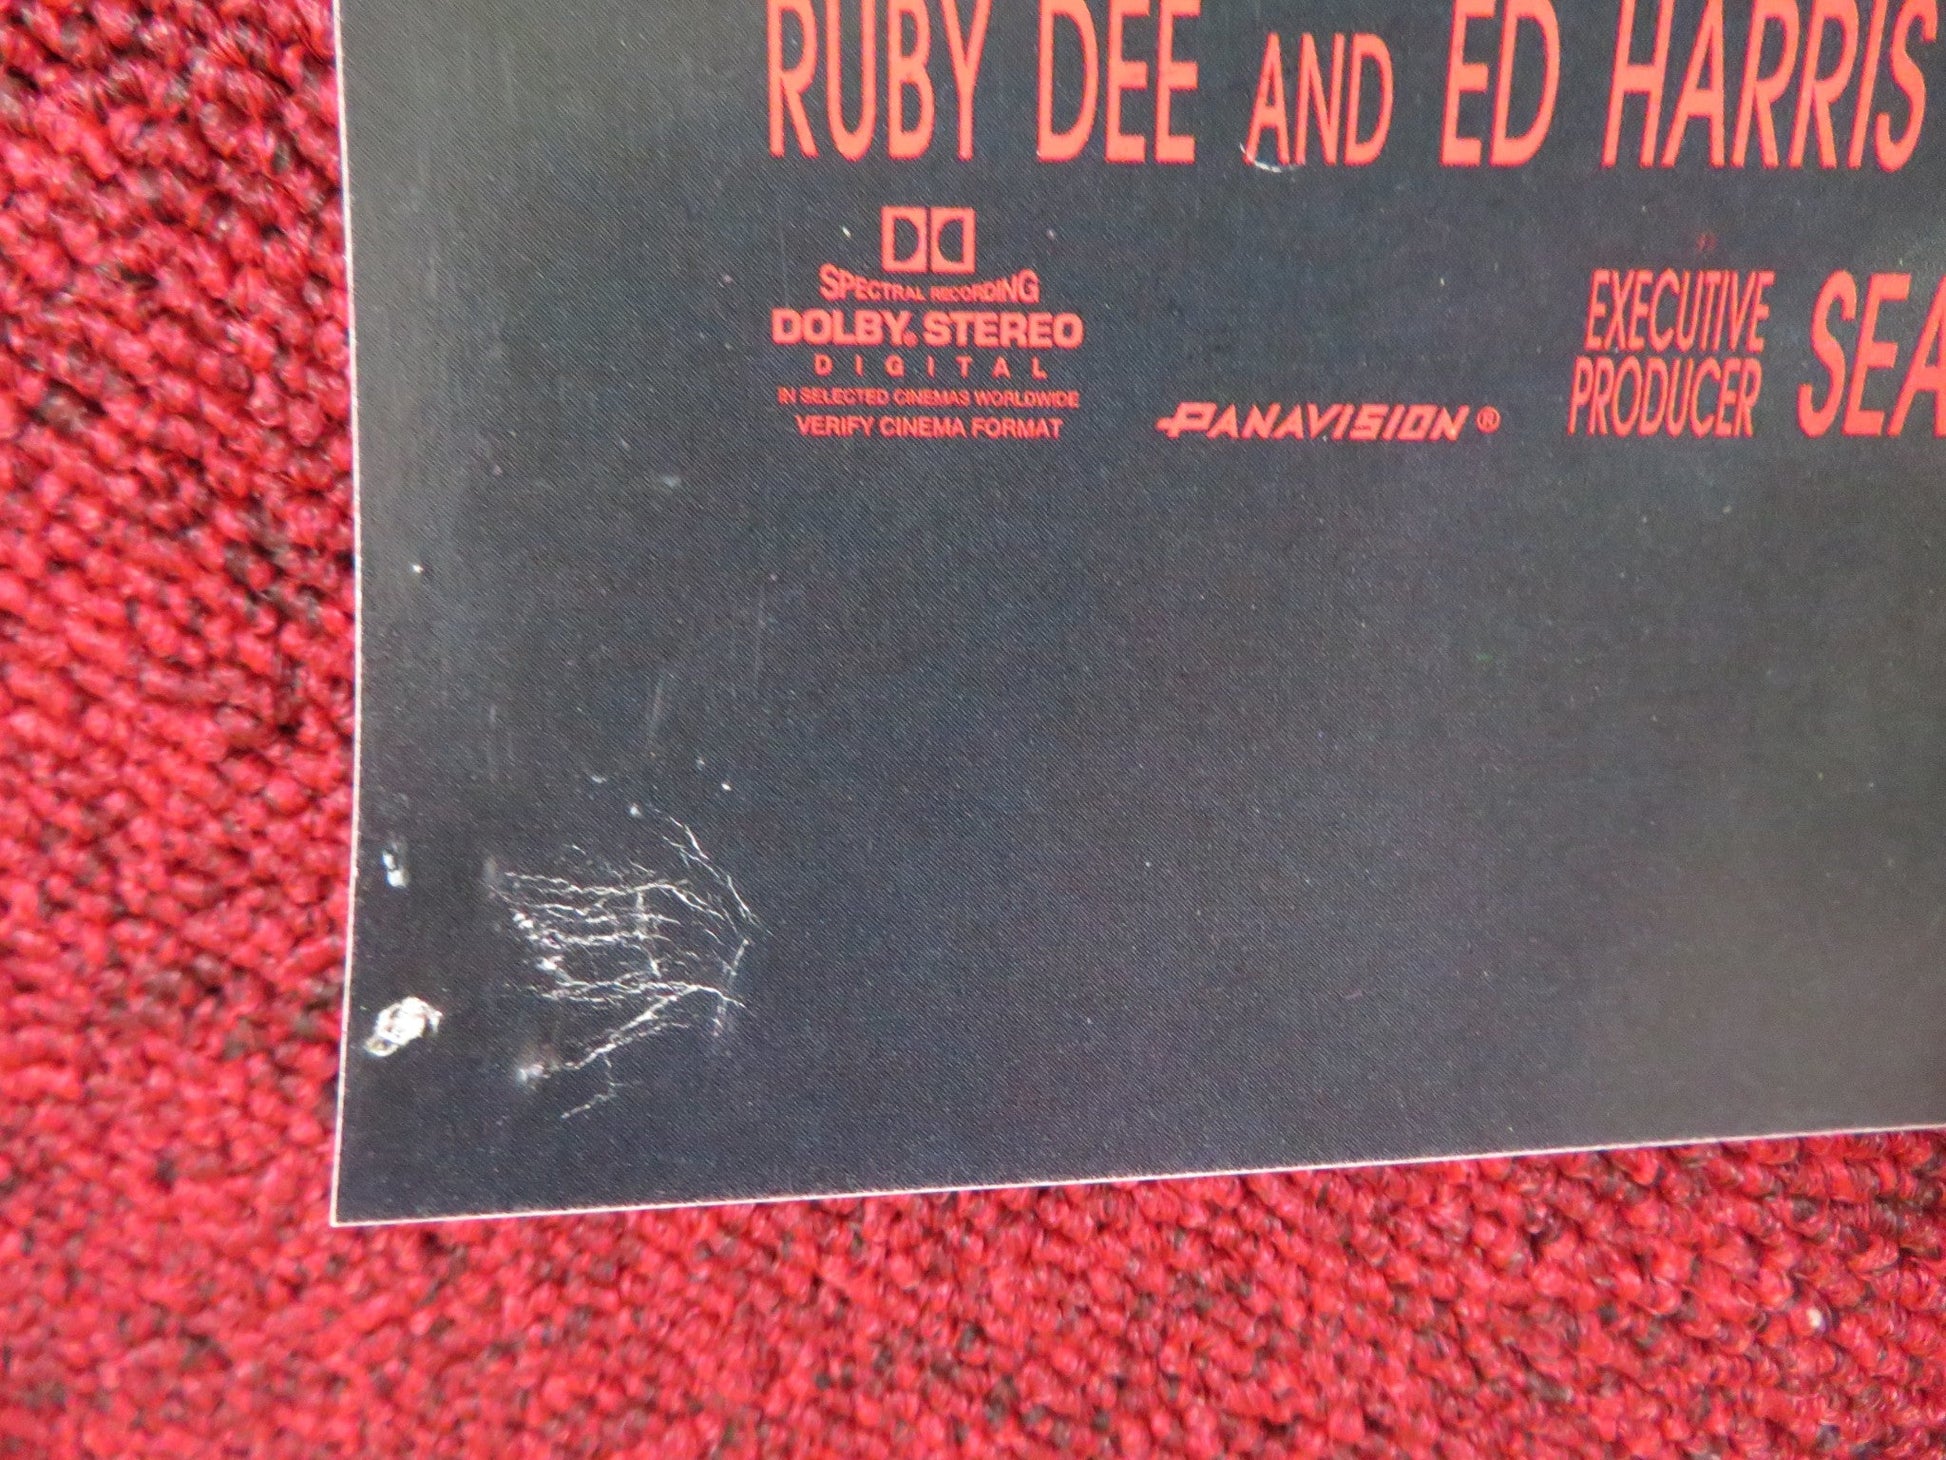 RUBY DEE AND ED HARRIS
SPECTRAL RECORDING
DOLBY. STEREO
DIGITAL
IN SELECTED CINEMAS WORLDWIDE
VERIFY CINEMA FORMAT
PANAVISION®
EXECUTIVE
PRODUCER SEA